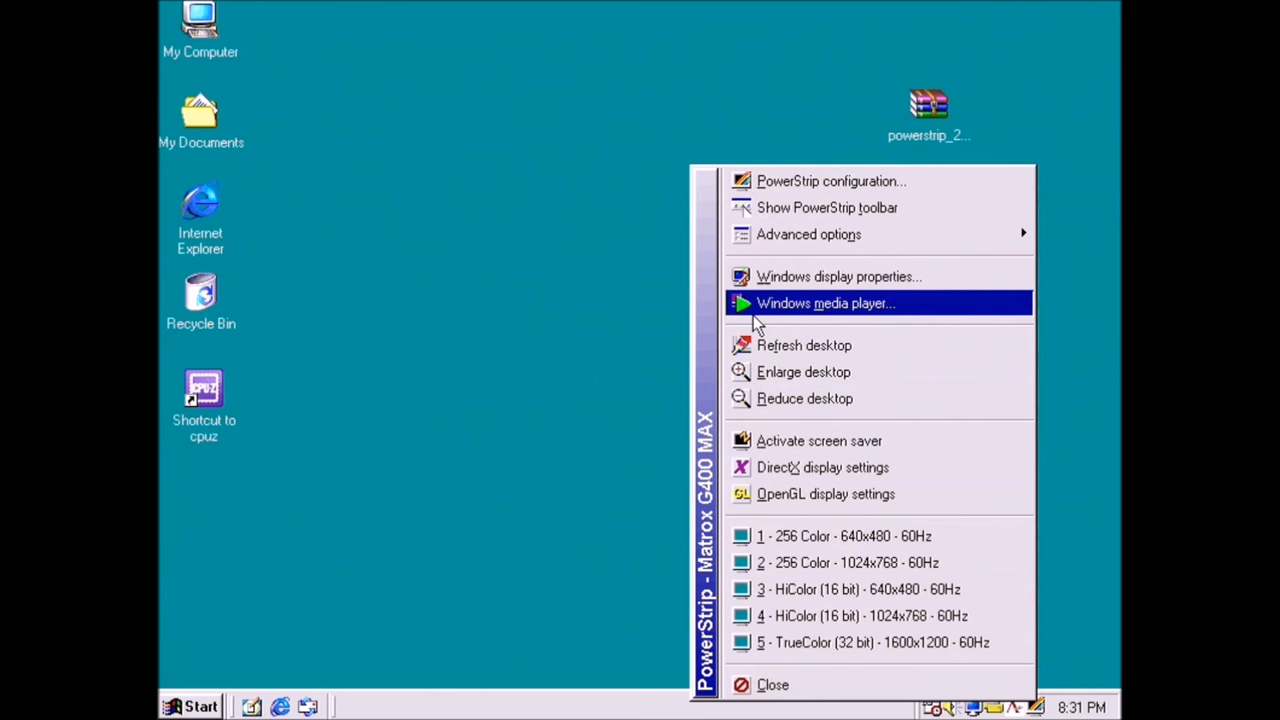 My Computer
My Documents
Internet
Explorer
Recycle Bin
CPU-Z
Shortcut to
cpuz
powerstrip_2...
PowerStrip - Matrox G400 MAX
PowerStrip configuration...
Show PowerStrip toolbar
Advanced options
Windows display properties...
Windows media player...
Refresh desktop
Enlarge desktop
Reduce desktop
Activate screen saver
DirectX display settings
GL OpenGL display settings
1 - 256 Color - 640x480 - 60Hz
2 - 256 Color - 1024x768 - 60Hz
3 - HiColor (16 bit) - 640x480 - 60Hz
4 - HiColor (16 bit) - 1024x768 - 60Hz
5 - TrueColor (32 bit) - 1600x1200 - 60Hz
Close
Start
8:31 PM